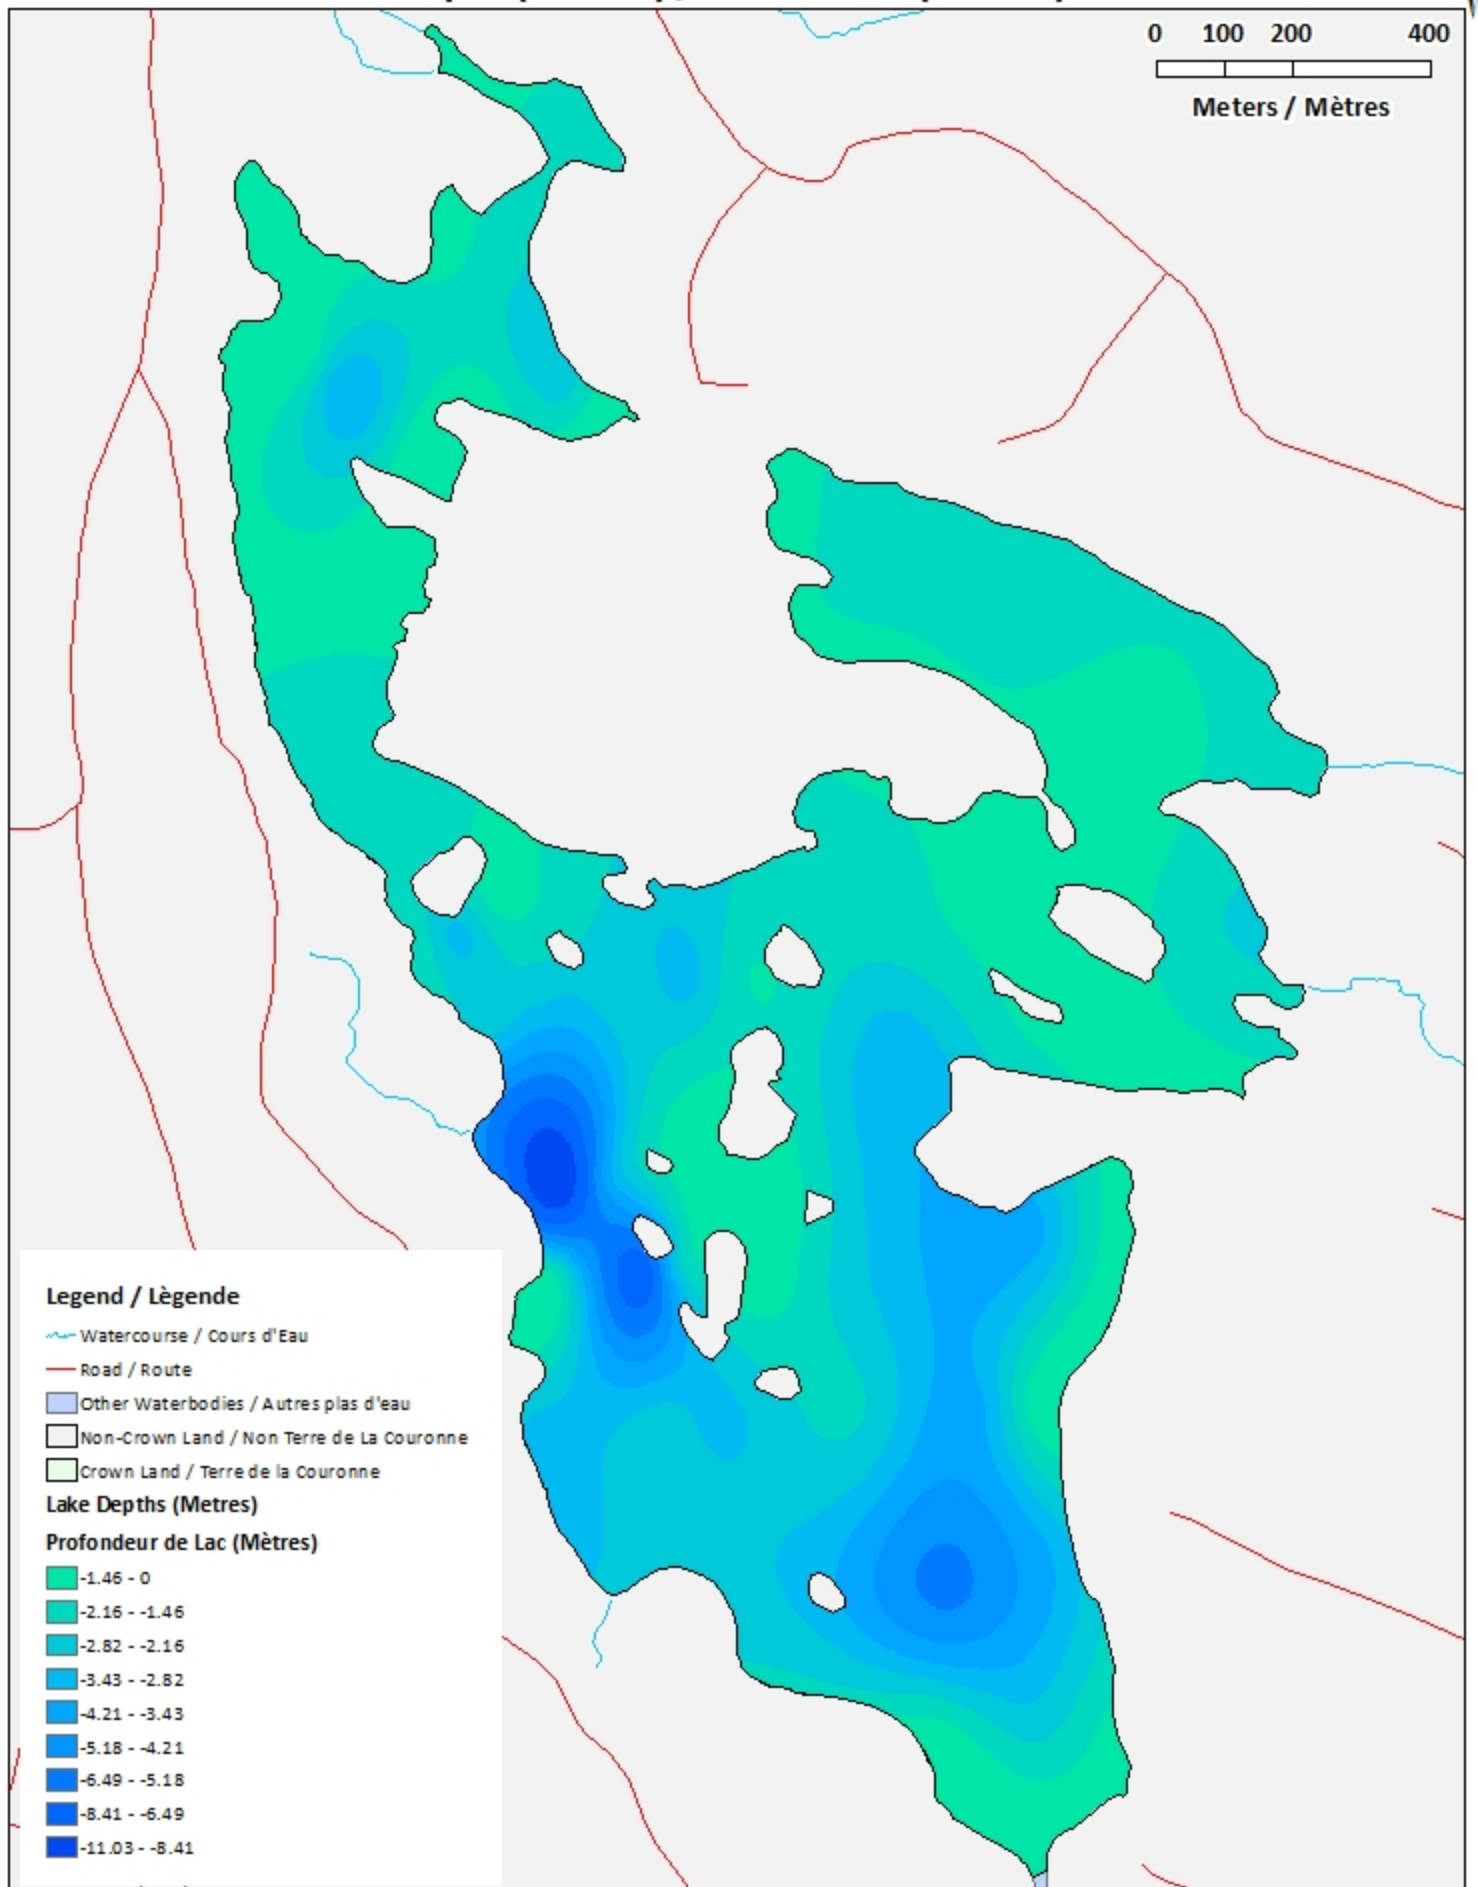 0 100 200 400
Meters / Mètres
Legend / Lègende
Watercourse / Cours d'Eau
Road / Route
Other Waterbodies / Autres plas d'eau
Non-Crown Land / Non Terre de La Couronne
Crown Land / Terre de la Couronne
Lake Depths (Metres)
Profondeur de Lac (Mètres)
-1.46 - 0
-2.16 - -1.46
-2.82 - -2.16
-3.43 - -2.82
-4.21 - -3.43
-5.18 - -4.21
-6.49 - -5.18
-8.41 - -6.49
-11.03 - -8.41